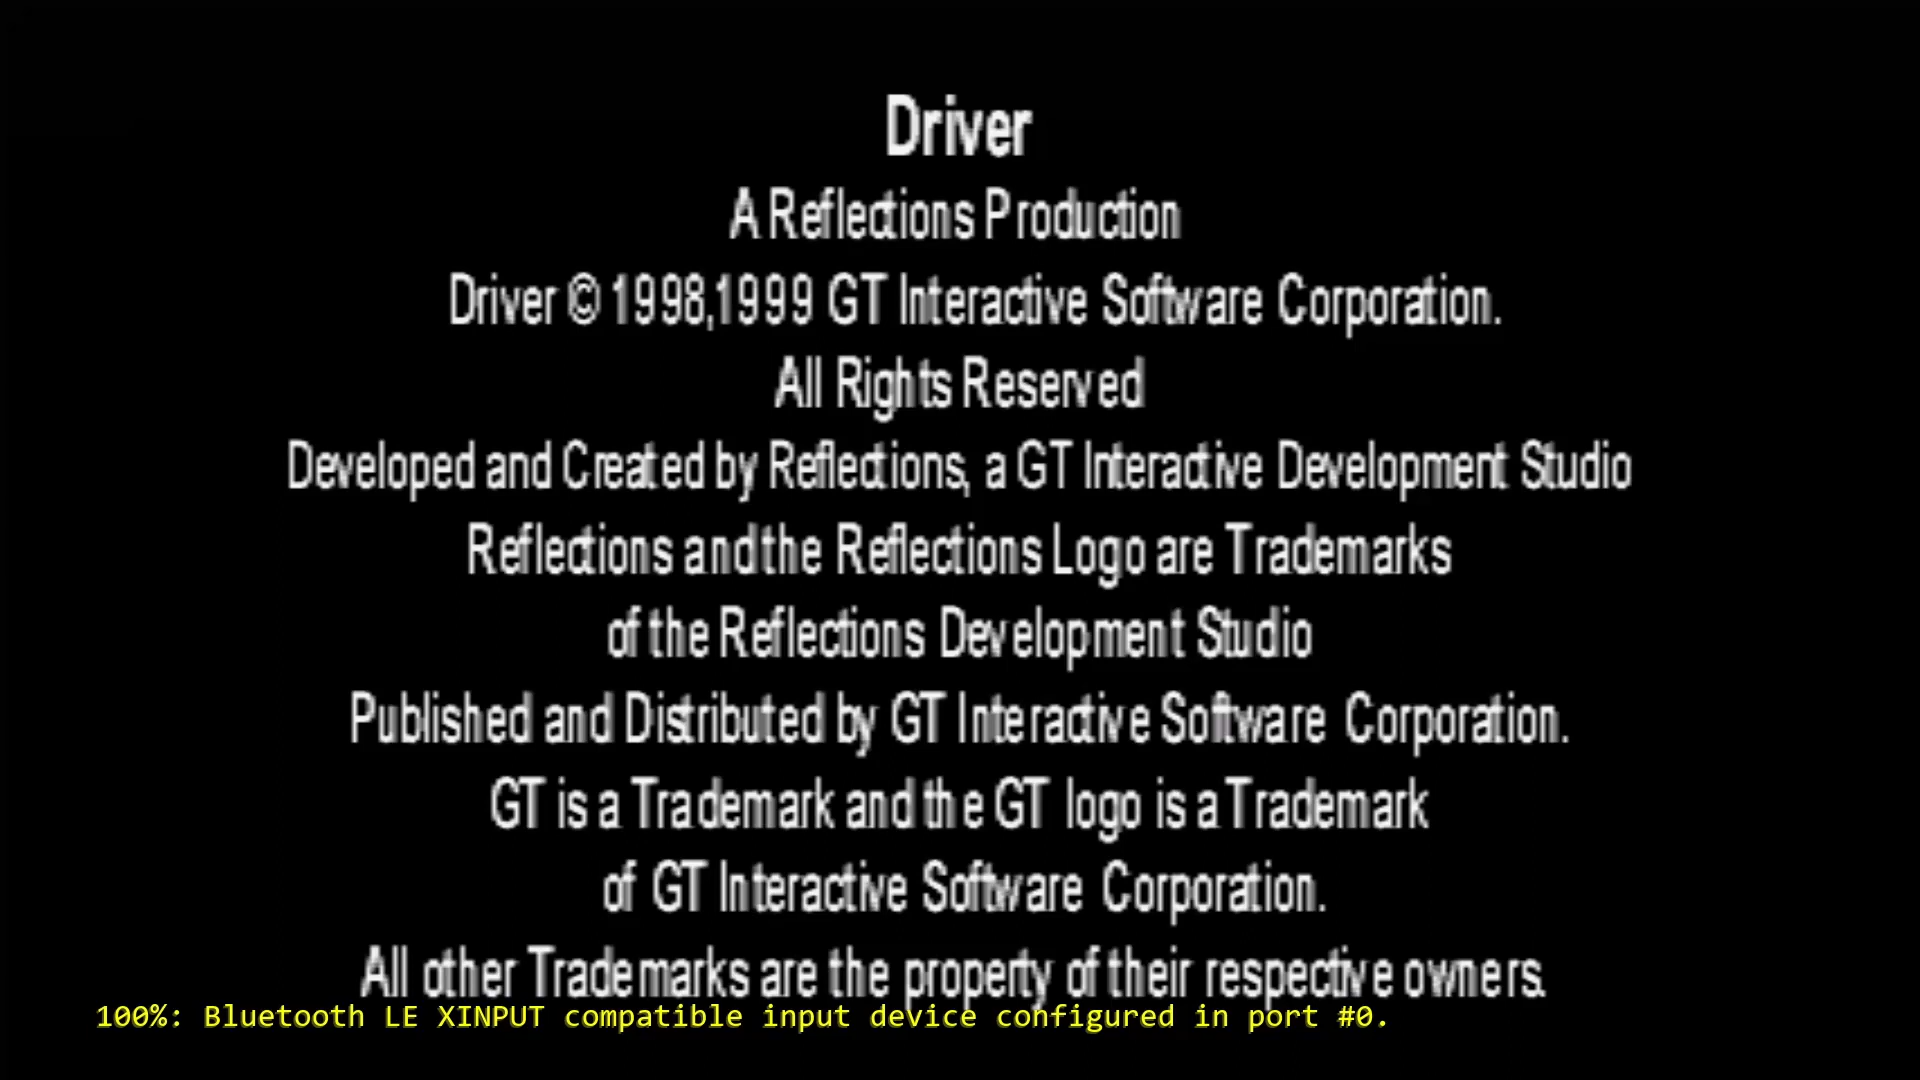 Driver
A Reflections Production
Driver © 1998,1999 GT Interactive Software Corporation.
All Rights Reserved
Developed and Created by Reflections, a GT Interactive Development Studio
Reflections and the Reflections Logo are Trademarks
of the Reflections Development Studio
Published and Distributed by GT Interactive Software Corporation.
GT is a Trademark and the GT logo is a Trademark
of GT Interactive Software Corporation.
All other Trademarks are the property of their respective owners.
100%: Bluetooth LE XINPUT compatible input device configured in port #0.